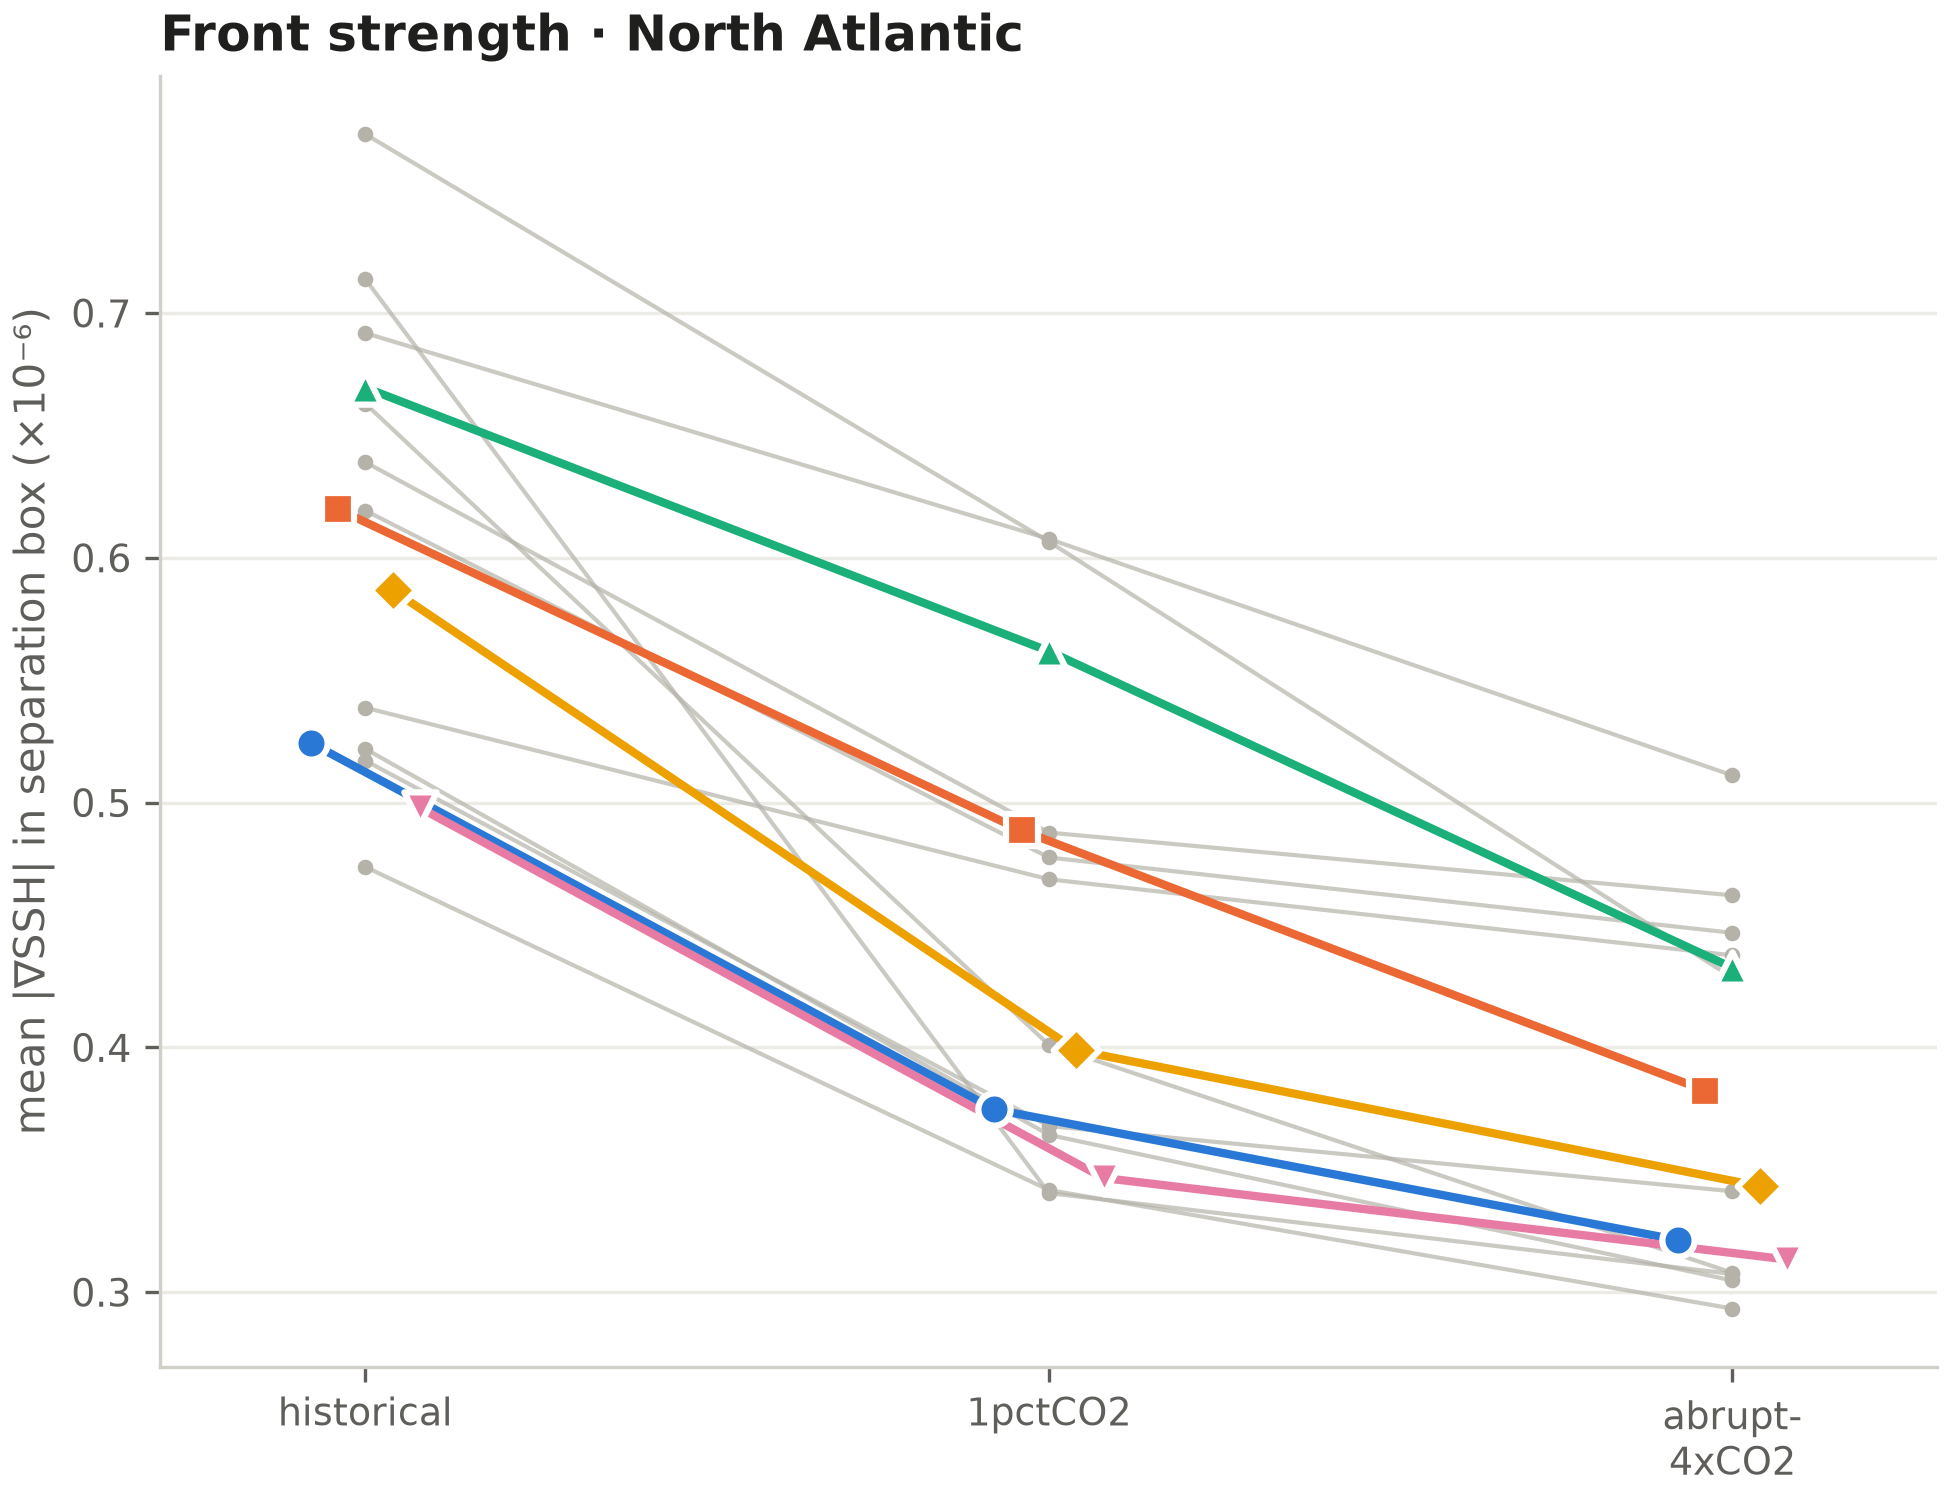 Front strength · North Atlantic
mean |∇SSH| in separation box (×10⁻⁶)
0.7
0.6
0.5
0.4
0.3
historical
1pctCO2
abrupt-
4xCO2